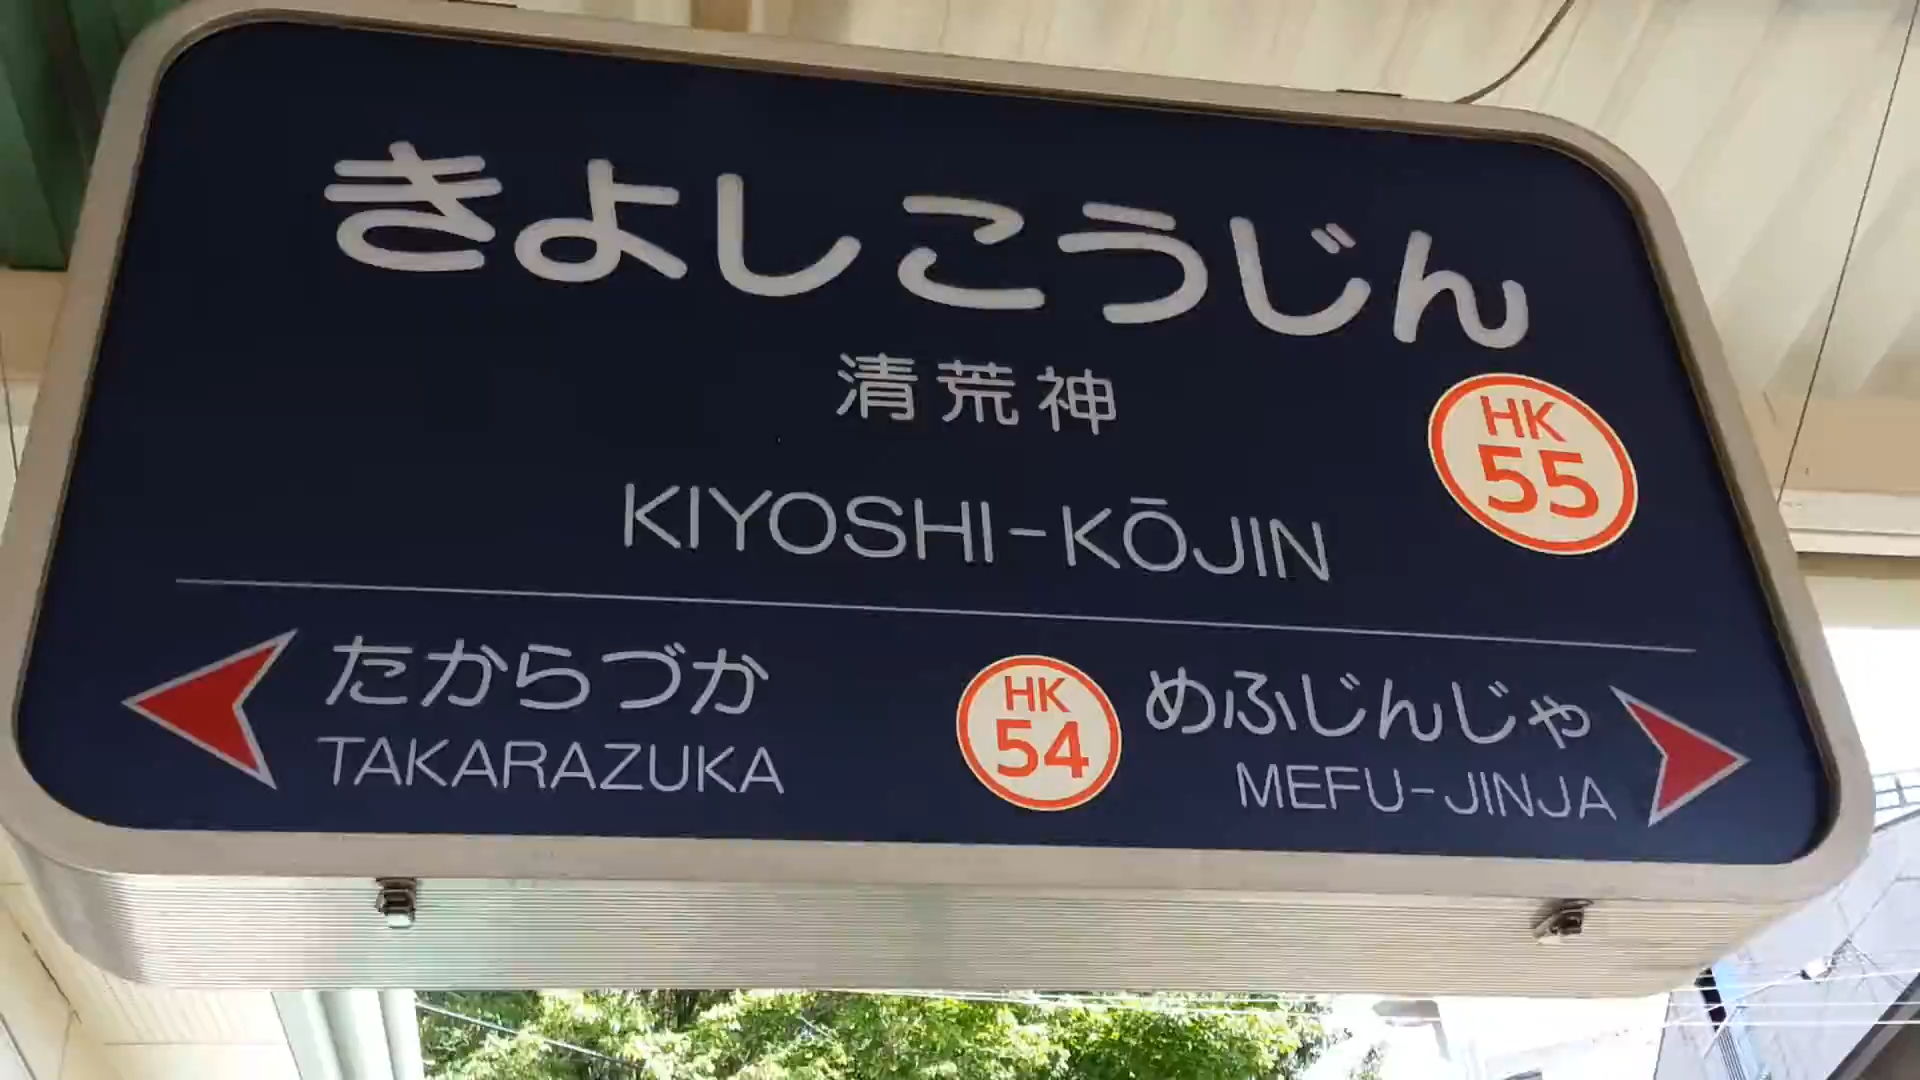 きよしこうじん
清荒神
HK
55
KIYOSHI-KŌJIN
たからづか
TAKARAZUKA
HK
54
めふじんじゃ
MEFU-JINJA